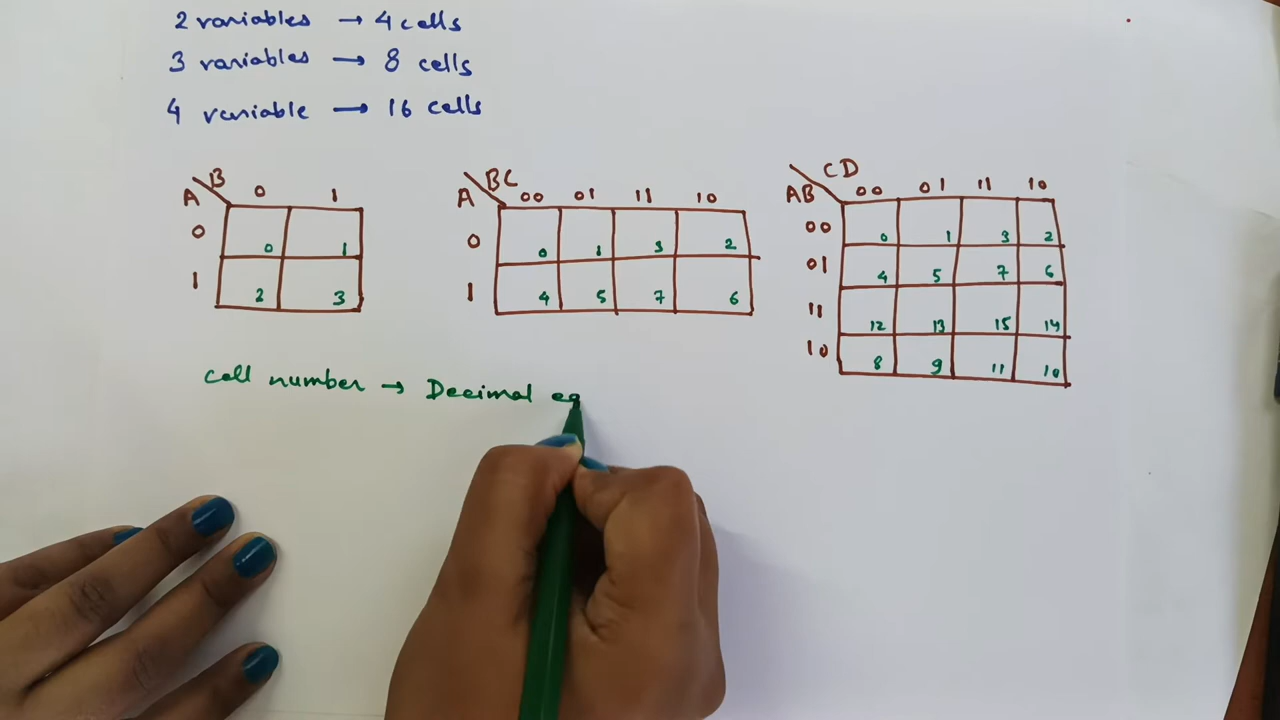 2 variables → 4 cells
3 variables → 8 cells
4 variable → 16 cells
A B 0 1
0 0 1
1 2 3
A BC 00 01 11 10
0 0 1 3 2
1 4 5 7 6
AB CD 00 01 11 10
00 0 1 3 2
01 4 5 7 6
11 12 13 15 14
10 8 9 11 10
Cell number → Decimal eq